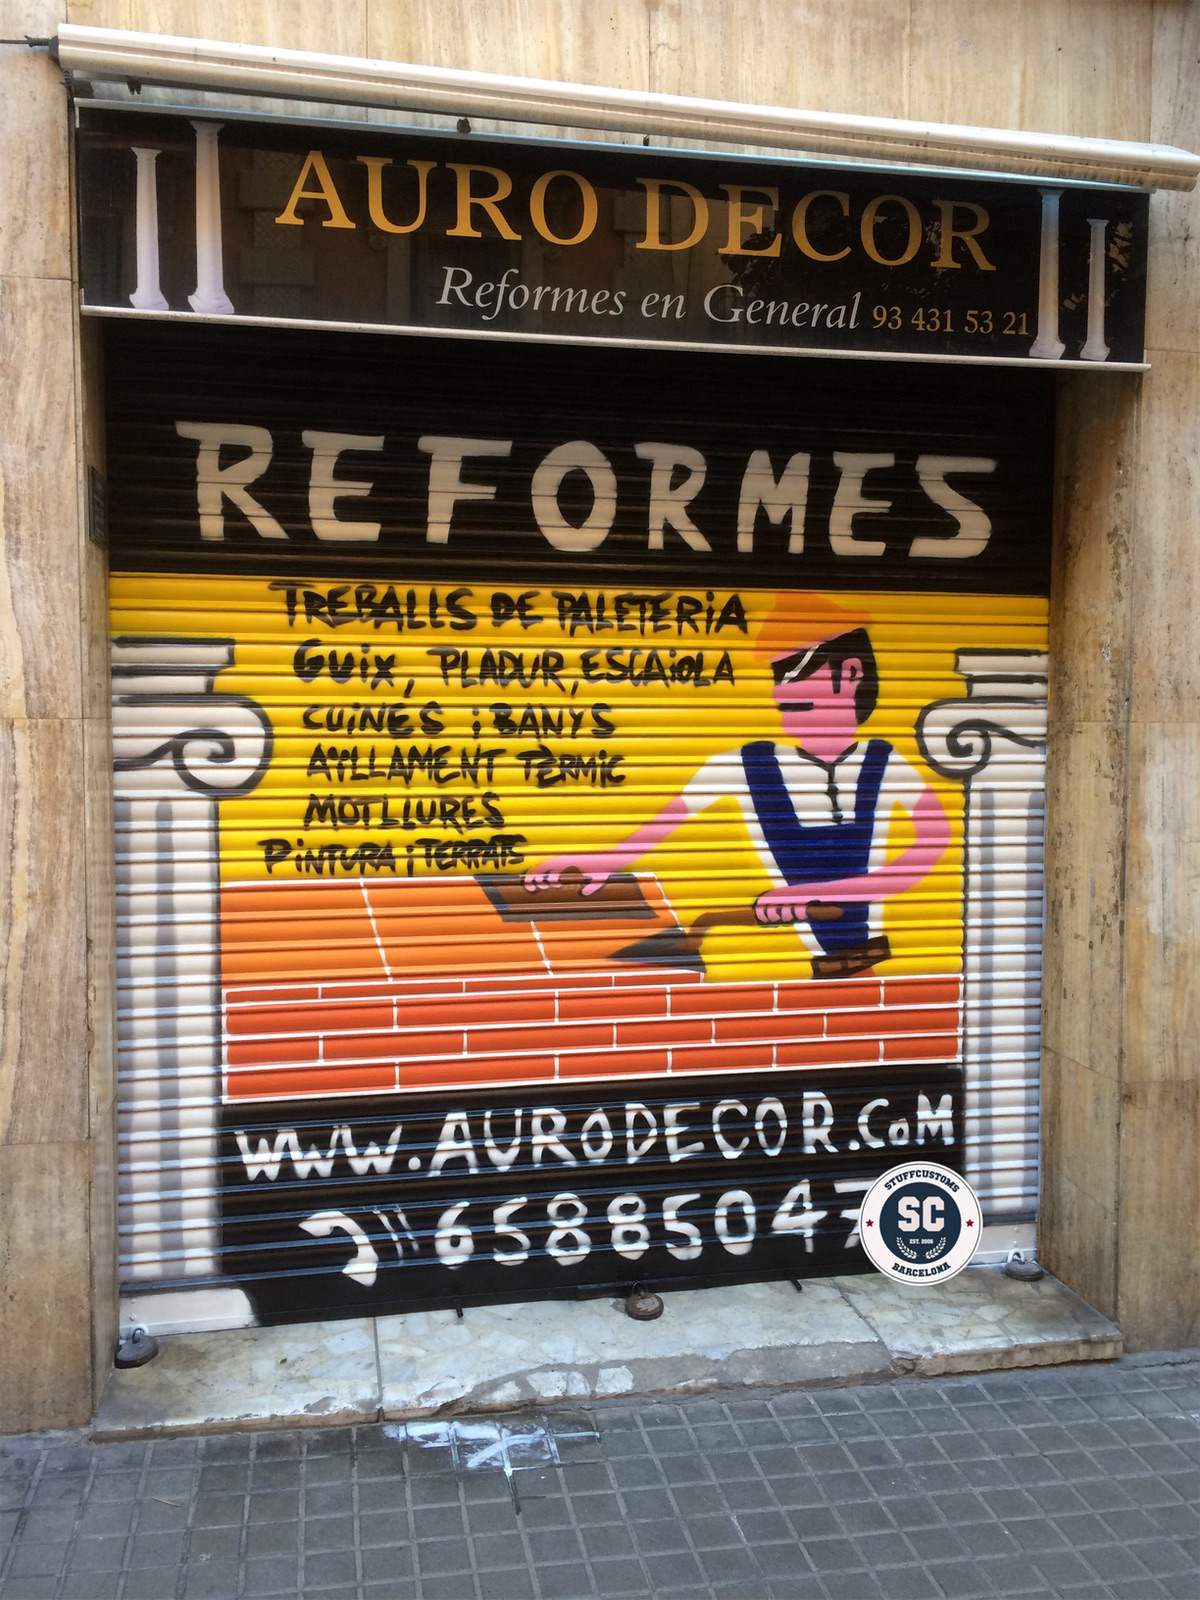 AURO DECOR
Reformes en General 93 431 53 21
REFORMES
TREBALLS DE PALETERiA
GUiX, PLADUR, ESCAiOLA
CUiNES i BANYS
AÏLLAMENT TÈRMiC
MOTLLURES
PiNTURA i TERRATS
WWW.AURODECOR.CoM
65885047
STUFFCUSTOMS
SC
EST. 2006
BARCELONA